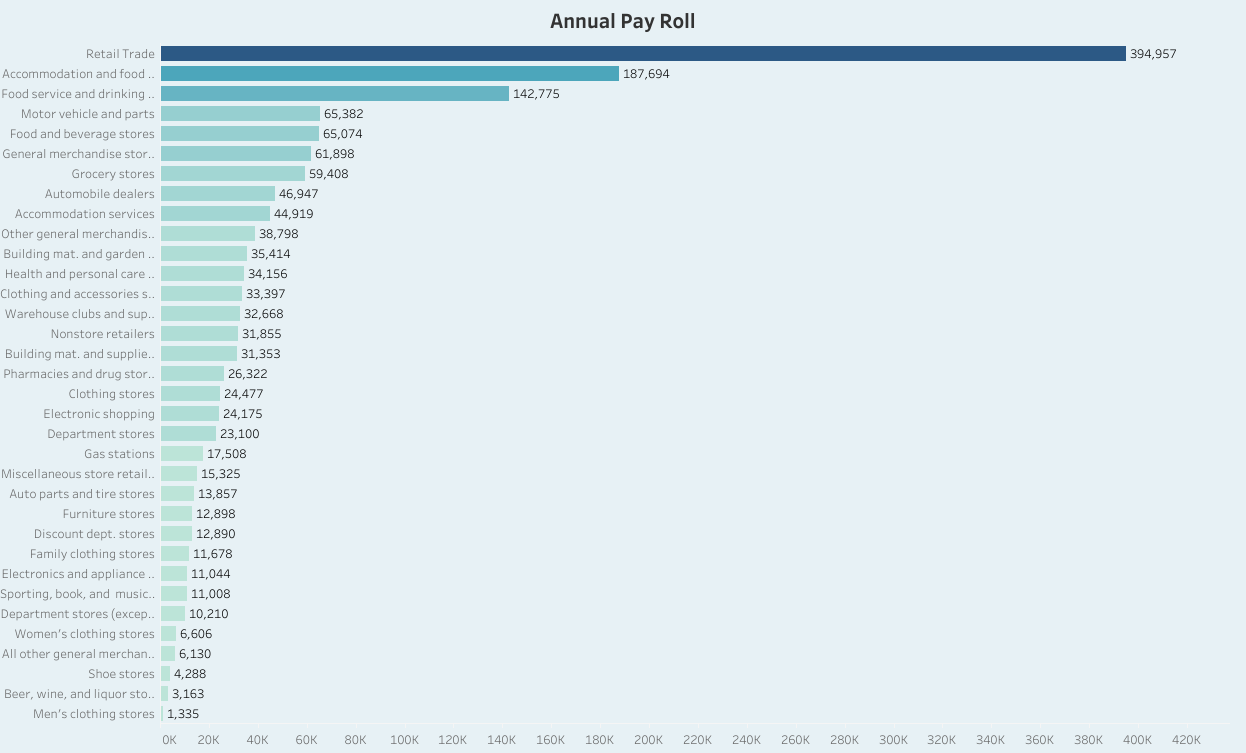 Annual Pay Roll
Retail Trade 394,957
Accommodation and food .. 187,694
Food service and drinking .. 142,775
Motor vehicle and parts 65,382
Food and beverage stores 65,074
General merchandise stor.. 61,898
Grocery stores 59,408
Automobile dealers 46,947
Accommodation services 44,919
Other general merchandis.. 38,798
Building mat. and garden .. 35,414
Health and personal care .. 34,156
Clothing and accessories s.. 33,397
Warehouse clubs and sup.. 32,668
Nonstore retailers 31,855
Building mat. and supplie.. 31,353
Pharmacies and drug stor.. 26,322
Clothing stores 24,477
Electronic shopping 24,175
Department stores 23,100
Gas stations 17,508
Miscellaneous store retail.. 15,325
Auto parts and tire stores 13,857
Furniture stores 12,898
Discount dept. stores 12,890
Family clothing stores 11,678
Electronics and appliance .. 11,044
Sporting, book, and  music.. 11,008
Department stores (excep.. 10,210
Women's clothing stores 6,606
All other general merchan.. 6,130
Shoe stores 4,288
Beer, wine, and liquor sto.. 3,163
Men's clothing stores 1,335
0K 20K 40K 60K 80K 100K 120K 140K 160K 180K 200K 220K 240K 260K 280K 300K 320K 340K 360K 380K 400K 420K